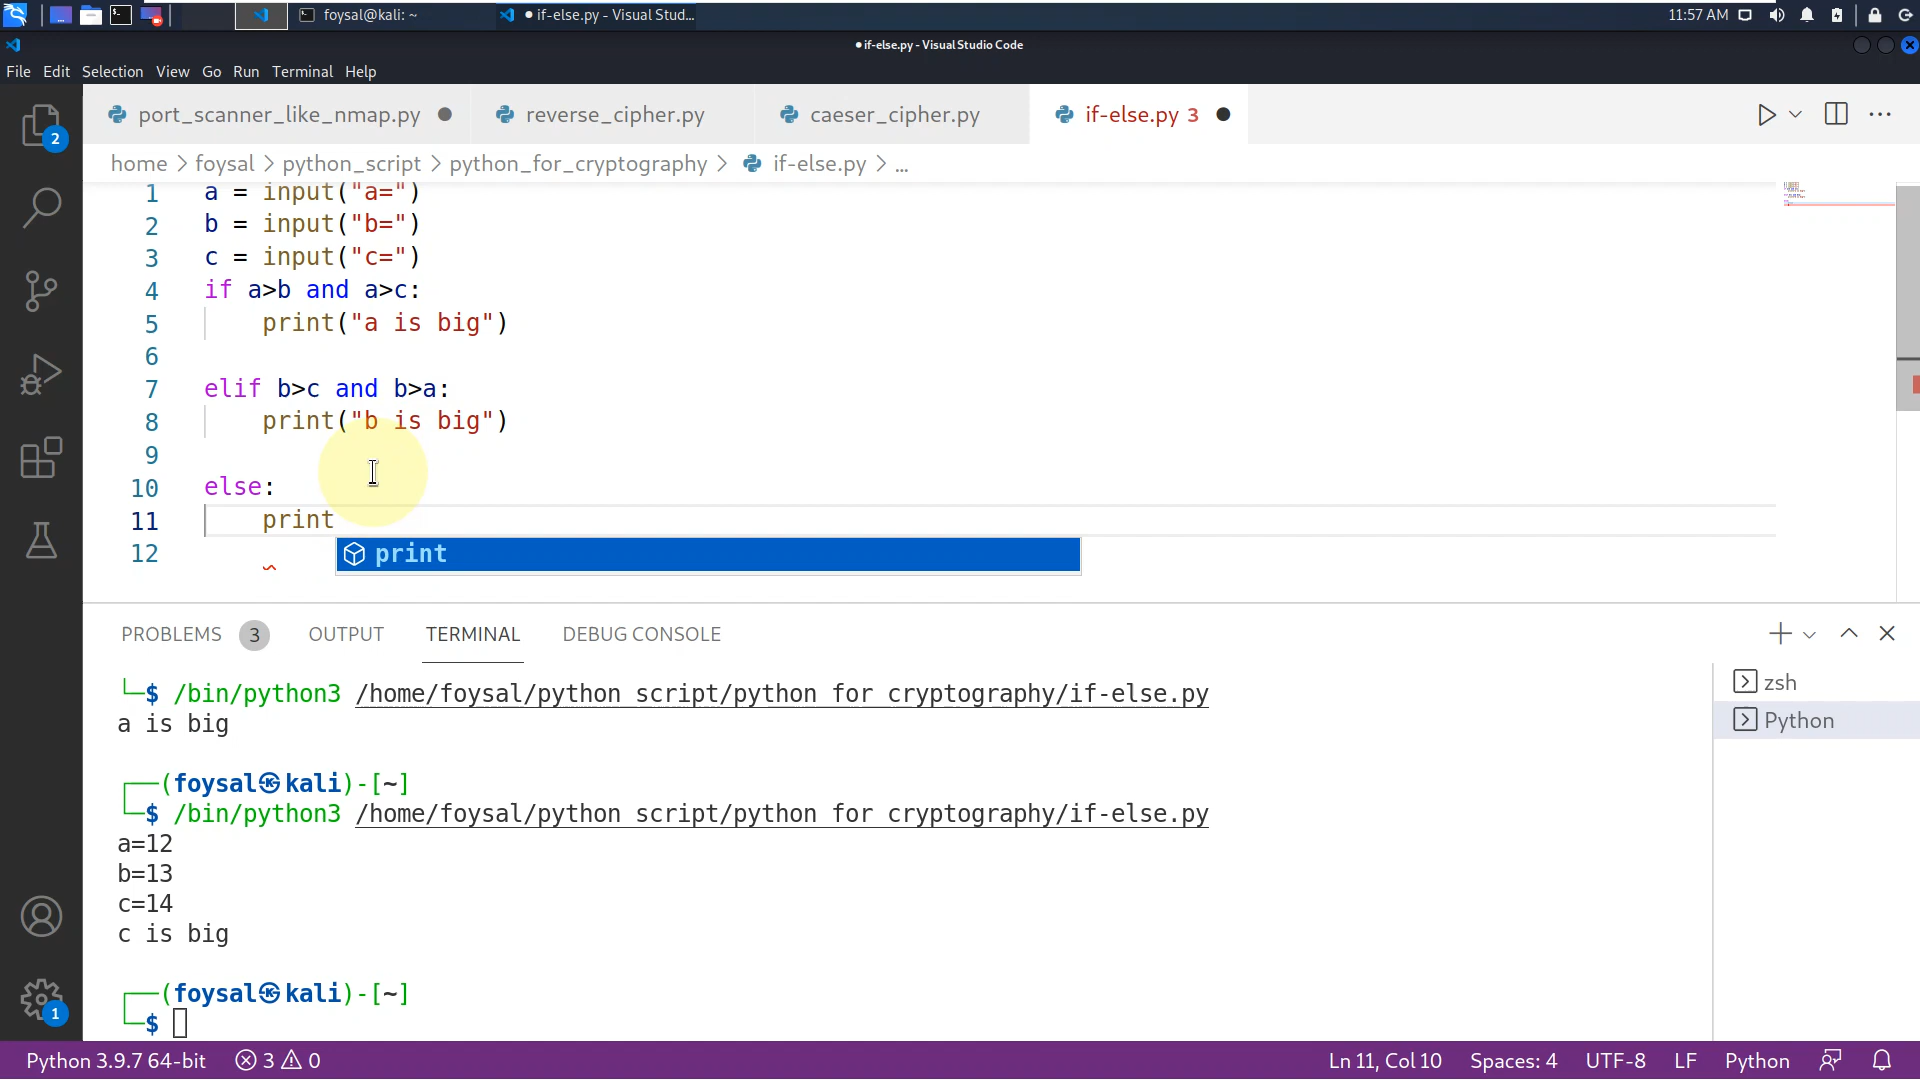 foysal@kali: ~
● if-else.py - Visual Stud...
11:57 AM
● if-else.py - Visual Studio Code
File Edit Selection View Go Run Terminal Help
2
port_scanner_like_nmap.py ●
reverse_cipher.py
caeser_cipher.py
if-else.py 3 ●
home > foysal > python_script > python_for_cryptography > if-else.py > ...
1 a = input("a=")
2 b = input("b=")
3 c = input("c=")
4 if a>b and a>c:
5 print("a is big")
6
7 elif b>c and b>a:
8 print("b is big")
9
10 else:
11 print
12
print
PROBLEMS 3 OUTPUT TERMINAL DEBUG CONSOLE
└─$ /bin/python3 /home/foysal/python_script/python_for_cryptography/if-else.py
a is big
┌──(foysal㉿kali)-[~]
└─$ /bin/python3 /home/foysal/python_script/python_for_cryptography/if-else.py
a=12
b=13
c=14
c is big
┌──(foysal㉿kali)-[~]
└─$
zsh
Python
1
Python 3.9.7 64-bit 3 0
Ln 11, Col 10 Spaces: 4 UTF-8 LF Python